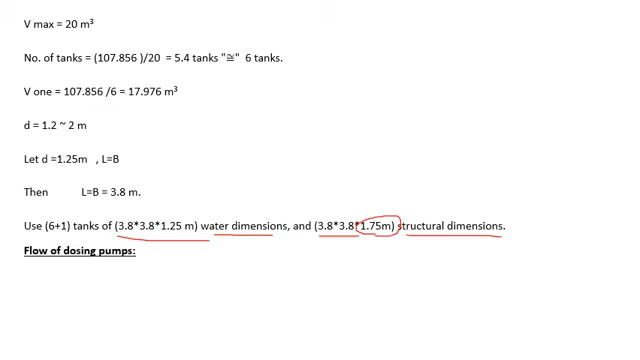 V max = 20 m³
No. of tanks = (107.856 )/20 = 5.4 tanks "≅" 6 tanks.
V one = 107.856 /6 = 17.976 m³
d = 1.2 ~ 2 m
Let d =1.25m , L=B
Then L=B = 3.8 m.
Use (6+1) tanks of (3.8*3.8*1.25 m) water dimensions, and (3.8*3.8*1.75m) structural dimensions.
Flow of dosing pumps: